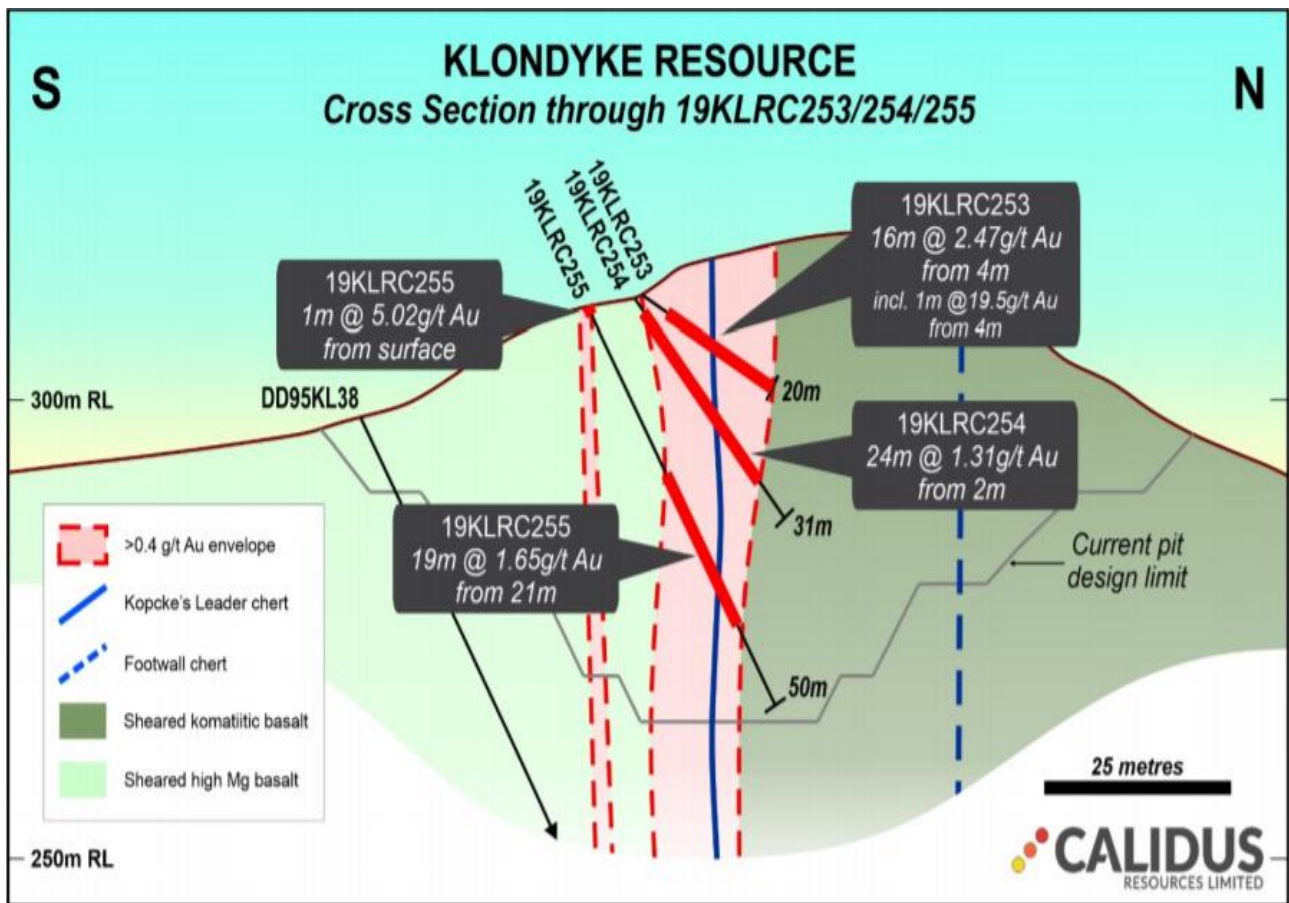 KLONDYKE RESOURCE
Cross Section through 19KLRC253/254/255
S
N
19KLRC255
19KLRC254
19KLRC253
19KLRC253
16m @ 2.47g/t Au
from 4m
incl. 1m @19.5g/t Au
from 4m
19KLRC255
1m @ 5.02g/t Au
from surface
300m RL
DD95KL38
20m
19KLRC254
24m @ 1.31g/t Au
from 2m
19KLRC255
19m @ 1.65g/t Au
from 21m
31m
Current pit
design limit
50m
>0.4 g/t Au envelope
Kopcke's Leader chert
Footwall chert
Sheared komatiitic basalt
Sheared high Mg basalt
25 metres
250m RL
CALIDUS
RESOURCES LIMITED